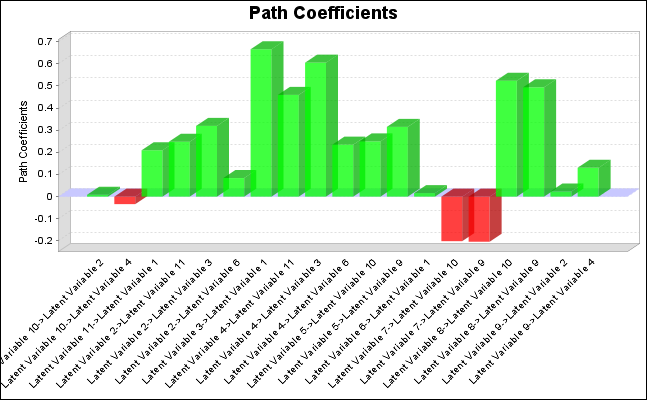 Path Coefficients
0.7
0.6
0.5
0.4
0.3
0.2
0.1
0
-0.1
-0.2
Path Coefficients
Variable 10-> Latent Variable 2
Latent Variable 10-> Latent Variable 4
Latent Variable 11-> Latent Variable 1
Latent Variable 2-> Latent Variable 11
Latent Variable 2-> Latent Variable 3
Latent Variable 2-> Latent Variable 6
Latent Variable 3-> Latent Variable 1
Latent Variable 4-> Latent Variable 11
Latent Variable 4-> Latent Variable 3
Latent Variable 4-> Latent Variable 6
Latent Variable 5-> Latent Variable 10
Latent Variable 5-> Latent Variable 9
Latent Variable 6-> Latent Variable 1
Latent Variable 7-> Latent Variable 10
Latent Variable 7-> Latent Variable 9
Latent Variable 8-> Latent Variable 10
Latent Variable 8-> Latent Variable 9
Latent Variable 9-> Latent Variable 2
Latent Variable 9-> Latent Variable 4